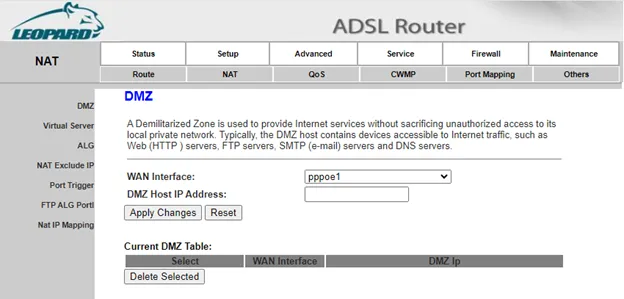 LEOPARD
ADSL Router
NAT
Status Setup Advanced Service Firewall Maintenance
Route NAT QoS CWMP Port Mapping Others
DMZ
Virtual Server
ALG
NAT Exclude IP
Port Trigger
FTP ALG Portl
Nat IP Mapping
DMZ
A Demilitarized Zone is used to provide Internet services without sacrificing unauthorized access to its
local private network. Typically, the DMZ host contains devices accessible to Internet traffic, such as
Web (HTTP ) servers, FTP servers, SMTP (e-mail) servers and DNS servers.
WAN Interface: pppoe1
DMZ Host IP Address:
Apply Changes Reset
Current DMZ Table:
Select WAN Interface DMZ Ip
Delete Selected